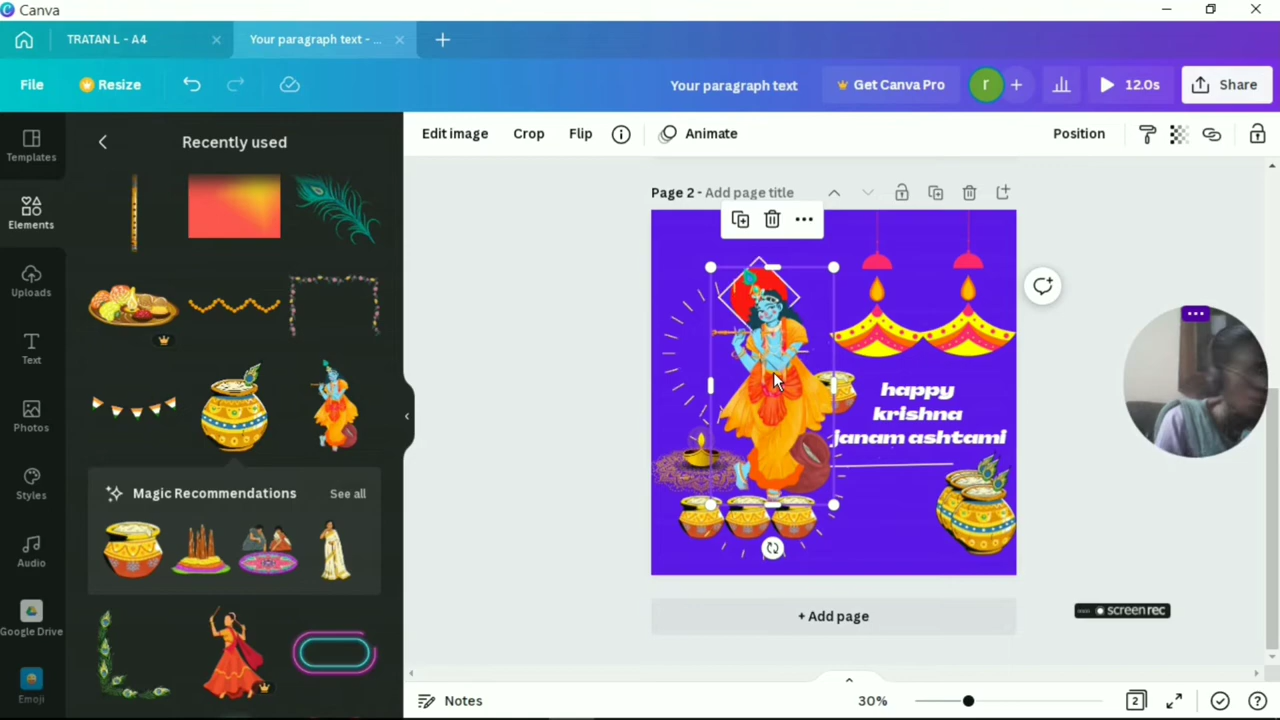 Canva
TRATAN L - A4
Your paragraph text - ...
File
Resize
Your paragraph text
Get Canva Pro
r
12.0s
Share
Templates
Elements
Uploads
Text
Photos
Styles
Audio
Google Drive
Emoji
Recently used
Magic Recommendations
See all
Edit image
Crop
Flip
Animate
Position
Page 2 - Add page title
happy
krishna
janam ashtami
+ Add page
screenrec
Notes
30%
2